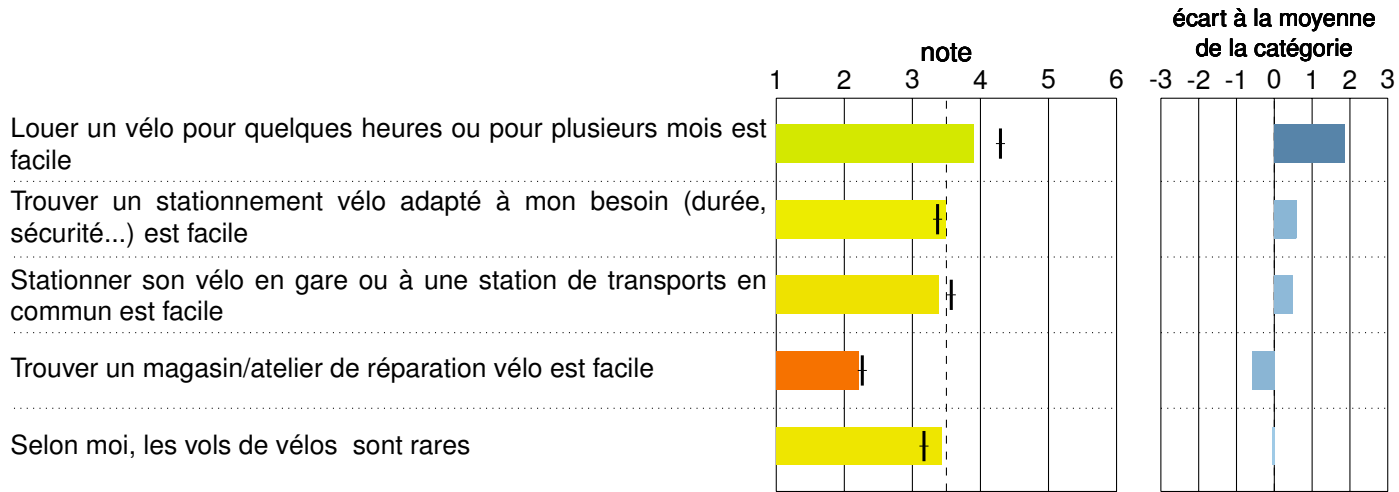 écart à la moyenne
de la catégorie
note
1 2 3 4 5 6
-3 -2 -1 0 1 2 3
Louer un vélo pour quelques heures ou pour plusieurs mois est
facile
Trouver un stationnement vélo adapté à mon besoin (durée,
sécurité...) est facile
Stationner son vélo en gare ou à une station de transports en
commun est facile
Trouver un magasin/atelier de réparation vélo est facile
Selon moi, les vols de vélos sont rares